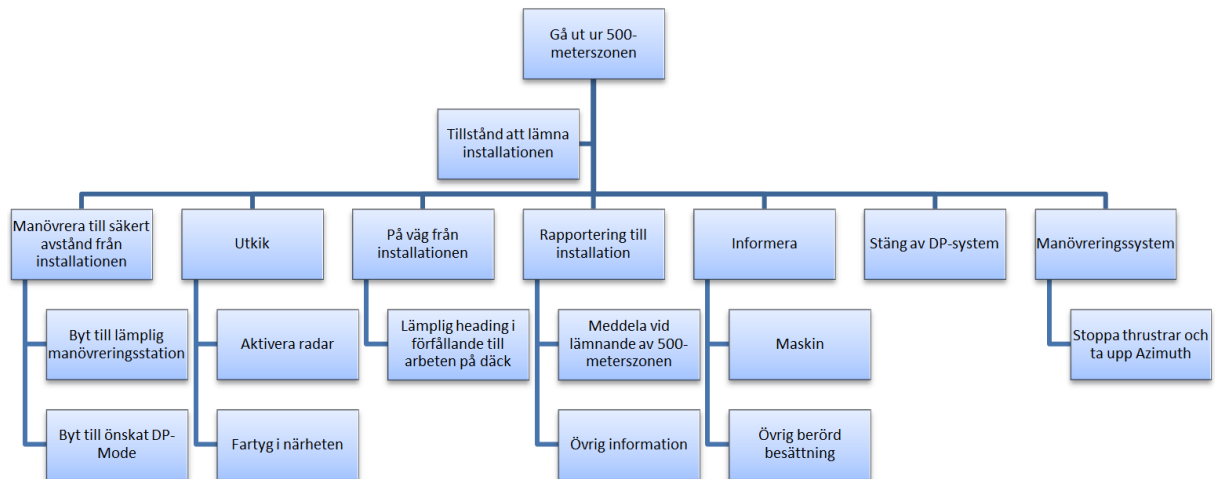 Gå ut ur 500-
meterszonen
Tillstånd att lämna
installationen
Manövrera till säkert
avstånd från
installationen
Utkik
På väg från
installationen
Rapportering till
installation
Informera
Stäng av DP-system
Manövreringssystem
Byt till lämplig
manövreringsstation
Aktivera radar
Lämplig heading i
förfållande till
arbeten på däck
Meddela vid
lämnande av 500-
meterszonen
Maskin
Stoppa thrustrar och
ta upp Azimuth
Byt till önskat DP-
Mode
Fartyg i närheten
Övrig information
Övrig berörd
besättning